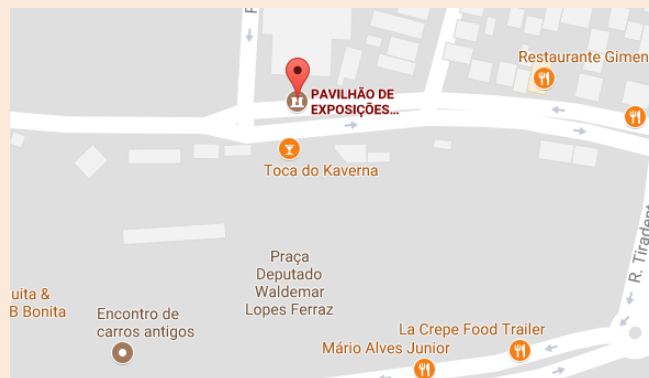 Restaurante Gimen
PAVILHÃO DE
EXPOSIÇÕES...
Toca do Kaverna
R. Tiradent
Praça
Deputado
Waldemar
Lopes Ferraz
uita &
B Bonita
Encontro de
carros antigos
La Crepe Food Trailer
Mário Alves Junior